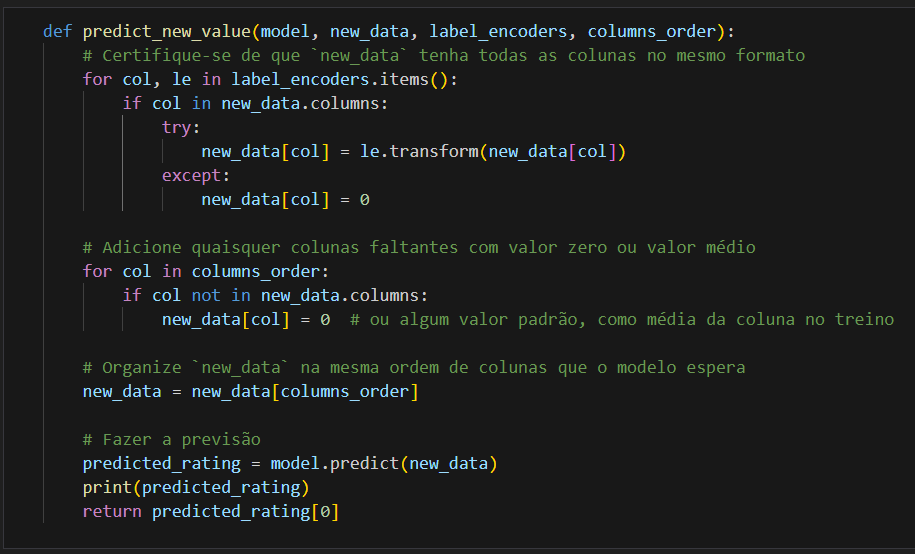 def predict_new_value(model, new_data, label_encoders, columns_order):
    # Certifique-se de que `new_data` tenha todas as colunas no mesmo formato
    for col, le in label_encoders.items():
        if col in new_data.columns:
            try:
                new_data[col] = le.transform(new_data[col])
            except:
                new_data[col] = 0
    # Adicione quaisquer colunas faltantes com valor zero ou valor médio
    for col in columns_order:
        if col not in new_data.columns:
            new_data[col] = 0  # ou algum valor padrão, como média da coluna no treino
    # Organize `new_data` na mesma ordem de colunas que o modelo espera
    new_data = new_data[columns_order]
    # Fazer a previsão
    predicted_rating = model.predict(new_data)
    print(predicted_rating)
    return predicted_rating[0]